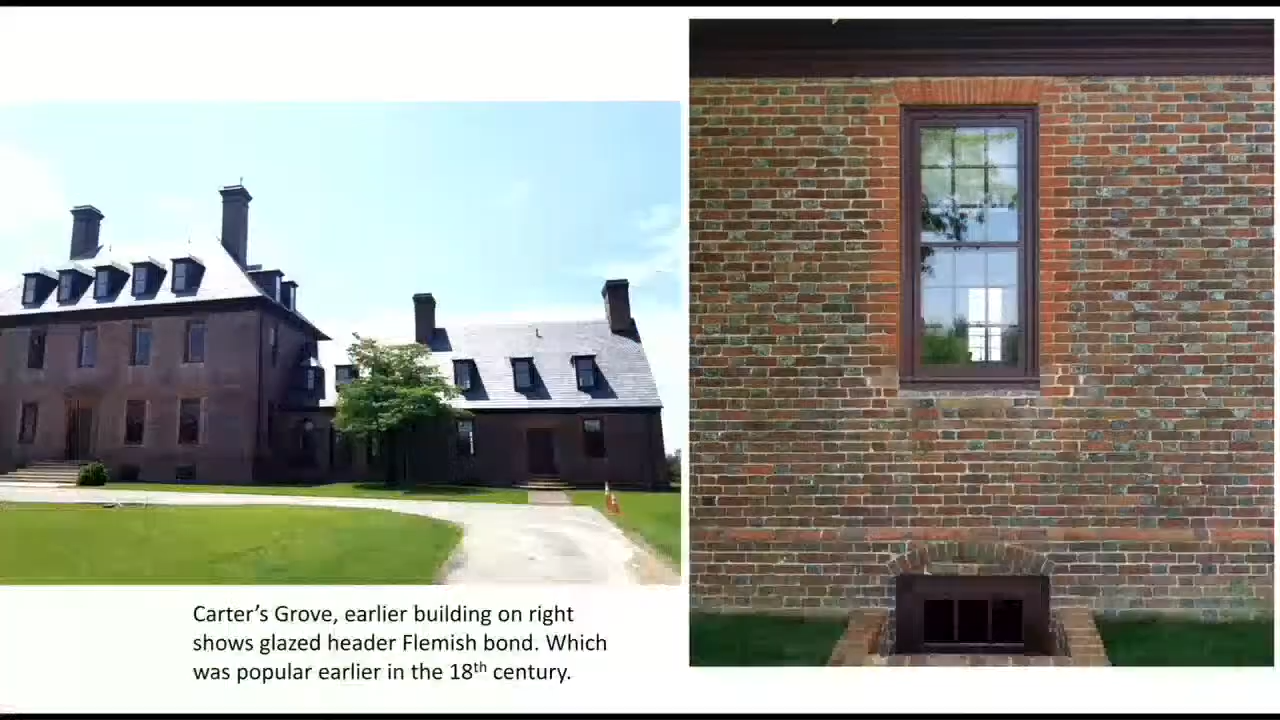 Carter’s Grove, earlier building on right
shows glazed header Flemish bond. Which
was popular earlier in the 18th century.